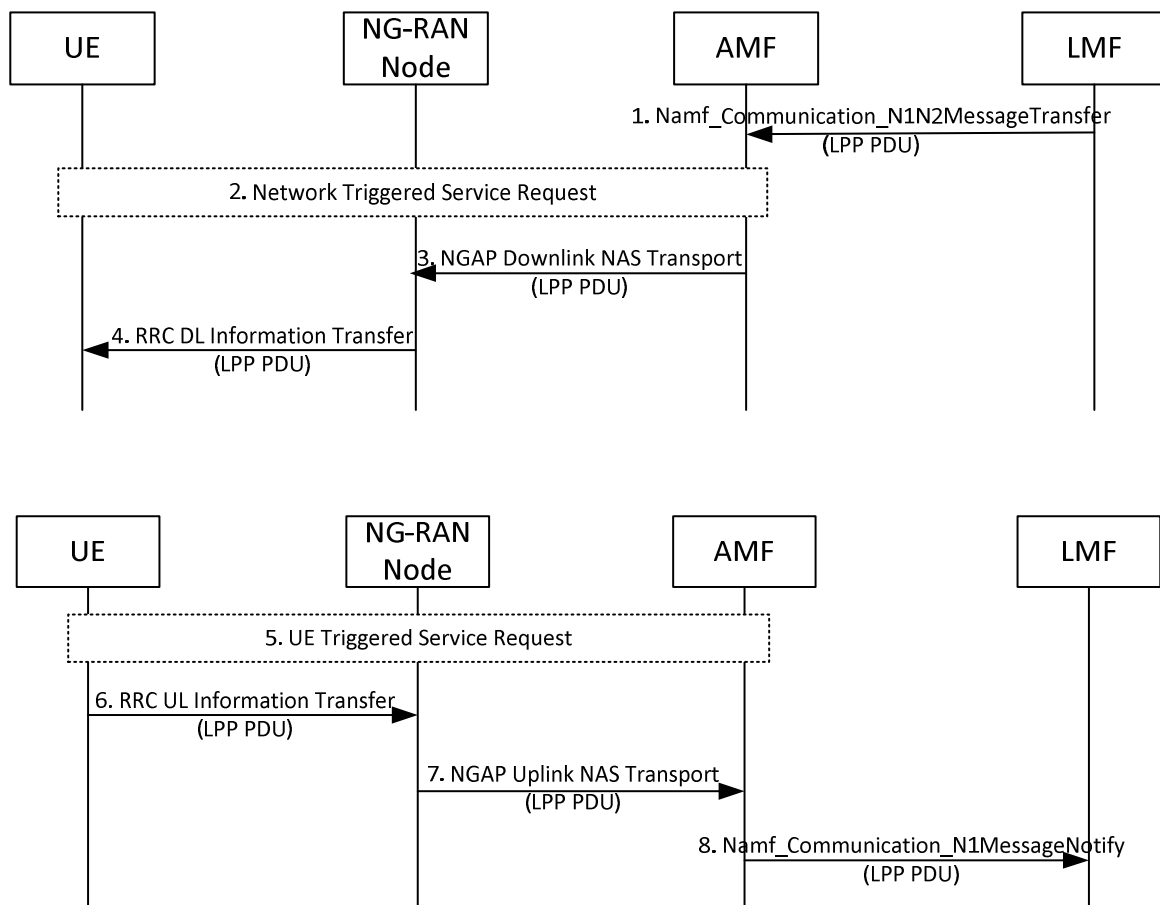 UE
NG-RAN
Node
AMF
LMF
1. Namf_Communication_N1N2MessageTransfer
(LPP PDU)
2. Network Triggered Service Request
3. NGAP Downlink NAS Transport
(LPP PDU)
4. RRC DL Information Transfer
(LPP PDU)
UE
NG-RAN
Node
AMF
LMF
5. UE Triggered Service Request
6. RRC UL Information Transfer
(LPP PDU)
7. NGAP Uplink NAS Transport
(LPP PDU)
8. Namf_Communication_N1MessageNotify
(LPP PDU)